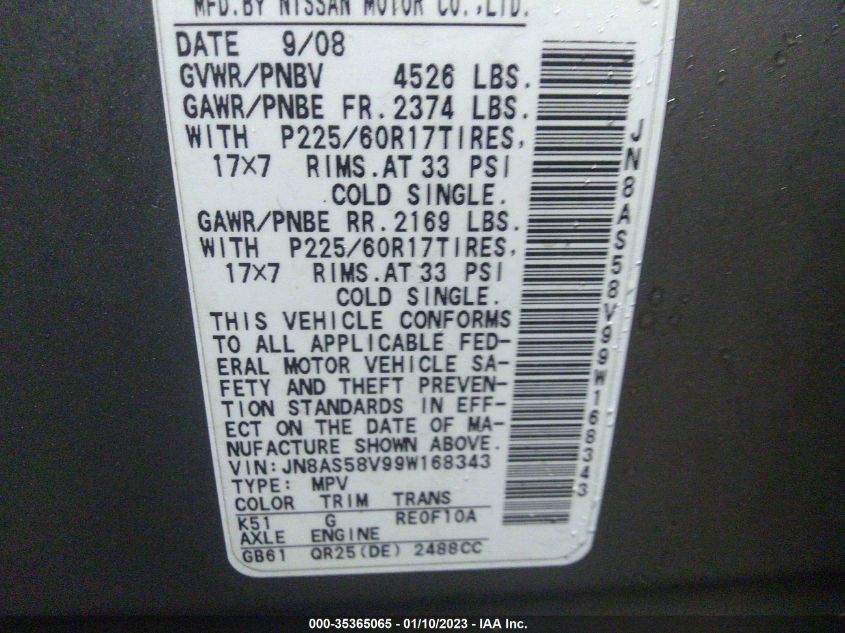 MFD.BY NISSAN MOTOR CO.,LTD.
DATE 9/08
GVWR/PNBV 4526 LBS.
GAWR/PNBE FR.2374 LBS.
WITH P225/60R17TIRES,
17×7 RIMS.AT 33 PSI
COLD SINGLE.
GAWR/PNBE RR.2169 LBS.
WITH P225/60R17TIRES,
17×7 RIMS.AT 33 PSI
COLD SINGLE.
THIS VEHICLE CONFORMS
TO ALL APPLICABLE FED-
ERAL MOTOR VEHICLE SA-
FETY AND THEFT PREVEN-
TION STANDARDS IN EFF-
ECT ON THE DATE OF MA-
NUFACTURE SHOWN ABOVE.
VIN:JN8AS58V99W168343
TYPE: MPV
COLOR TRIM TRANS
K51 G RE0F10A
AXLE ENGINE
GB61 QR25(DE) 2488CC
JN8AS58V99W168343
000-35365065 - 01/10/2023 - IAA Inc.